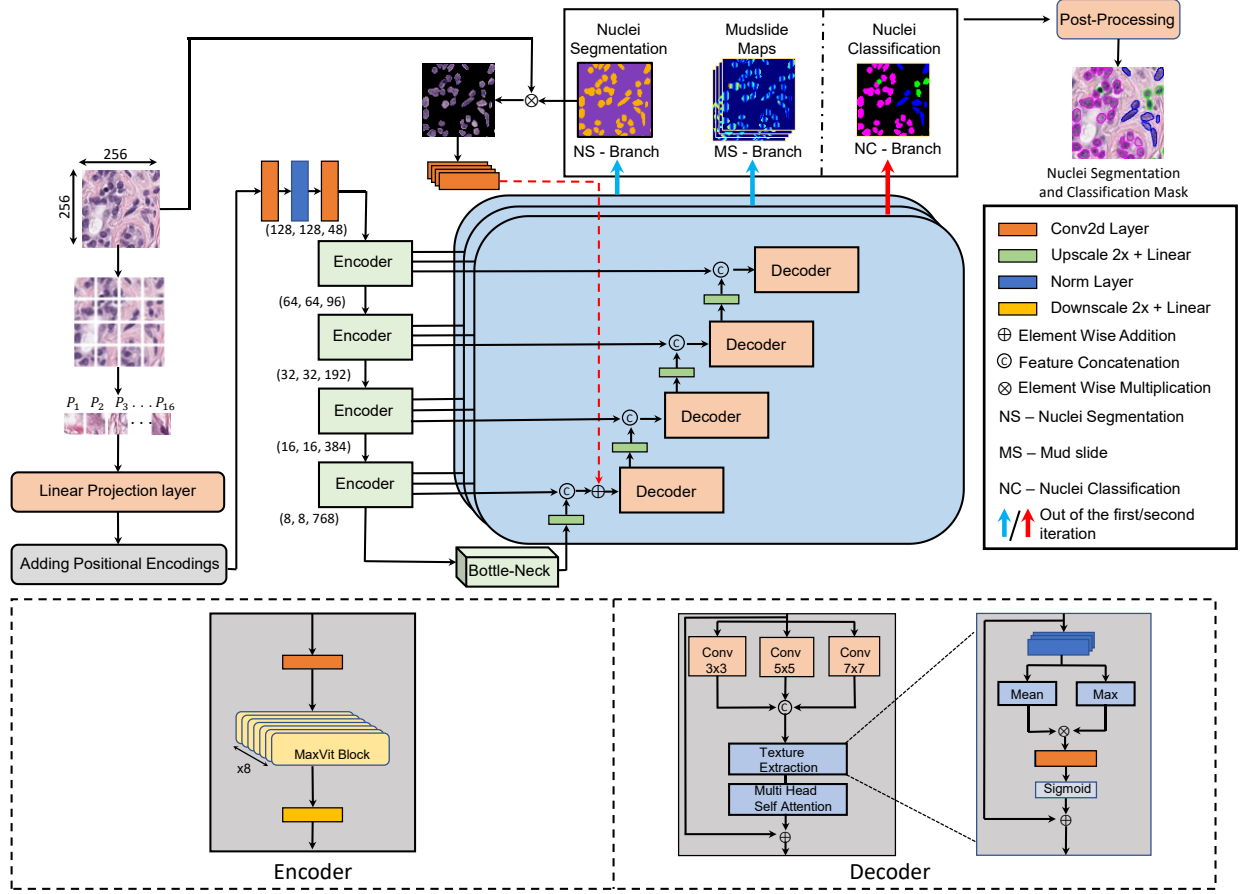 Nuclei
Segmentation
Mudslide
Maps
Nuclei
Classification
Post-Processing
NS - Branch
MS - Branch
NC - Branch
Nuclei Segmentation
and Classification Mask
256
256
(128, 128, 48)
Encoder
(64, 64, 96)
Encoder
(32, 32, 192)
Encoder
(16, 16, 384)
Encoder
(8, 8, 768)
Bottle-Neck
P1 P2 P3 . . . P16
. . .
Linear Projection layer
Adding Positional Encodings
C
Decoder
C
Decoder
C
Decoder
C
Decoder
Conv2d Layer
Upscale 2x + Linear
Norm Layer
Downscale 2x + Linear
⊕ Element Wise Addition
© Feature Concatenation
⊗ Element Wise Multiplication
NS – Nuclei Segmentation
MS – Mud slide
NC – Nuclei Classification
/ Out of the first/second
iteration
MaxVit Block
x8
Encoder
Conv
3x3
Conv
5x5
Conv
7x7
C
Texture
Extraction
Multi Head
Self Attention
Mean
Max
Sigmoid
Decoder